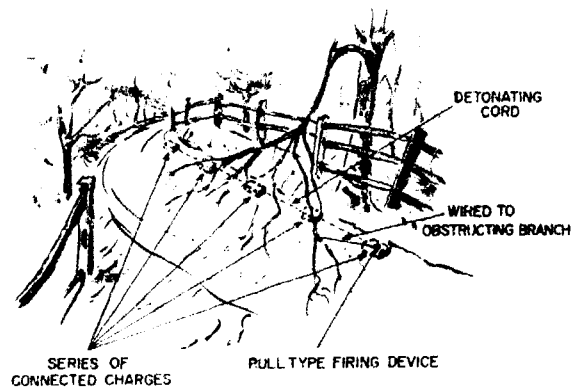 DETONATING
CORD
WIRED TO
OBSTRUCTING BRANCH
SERIES OF
CONNECTED CHARGES
PULL TYPE FIRING DEVICE